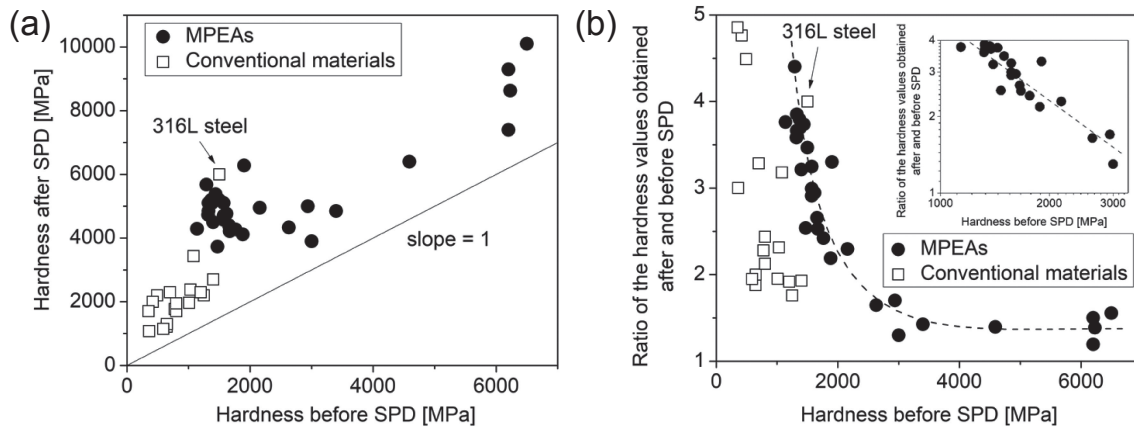 (a)
Hardness after SPD [MPa]
10000
8000
6000
4000
2000
0
MPEAs
Conventional materials
316L steel
slope = 1
0 2000 4000 6000
Hardness before SPD [MPa]
(b)
Ratio of the hardness values obtained
after and before SPD
5
4
3
2
1
316L steel
Ratio of the hardness values obtained
after and before SPD
4
3
2
1
1000 2000 3000
Hardness before SPD [MPa]
MPEAs
Conventional materials
0 2000 4000 6000
Hardness before SPD [MPa]